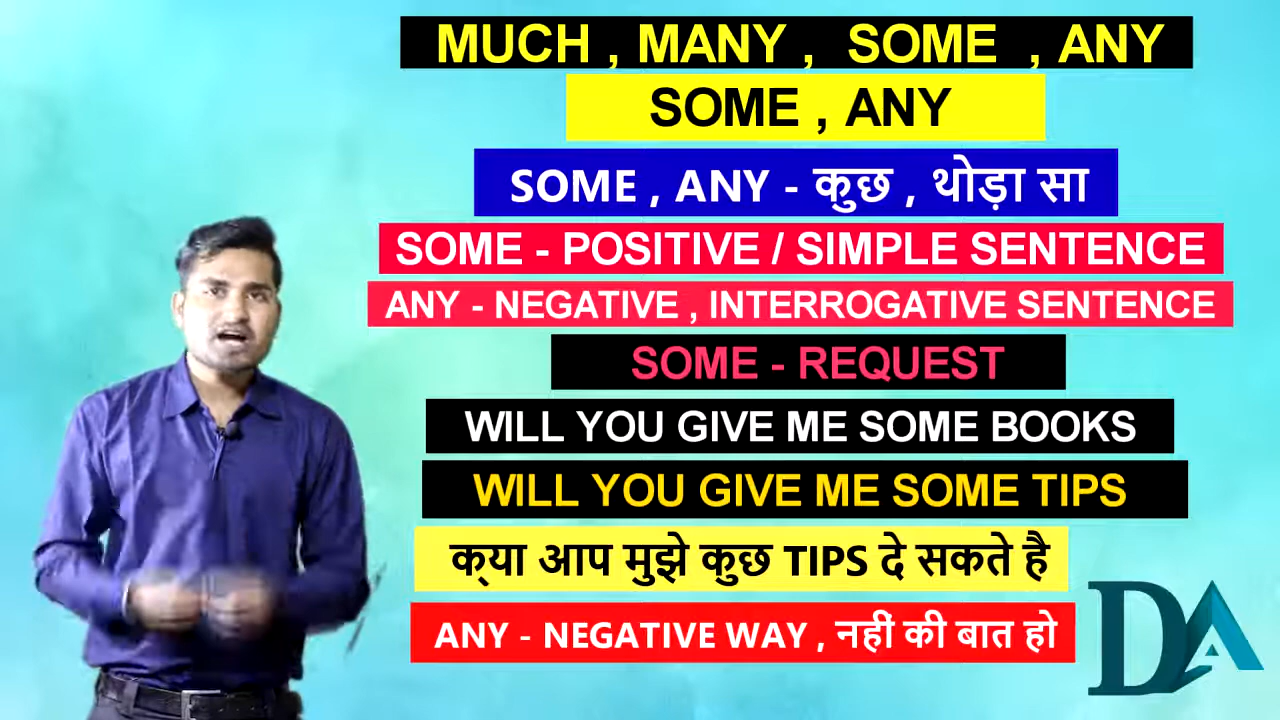 MUCH , MANY , SOME , ANY
SOME , ANY
SOME , ANY - कुछ , थोड़ा सा
SOME - POSITIVE / SIMPLE SENTENCE
ANY - NEGATIVE , INTERROGATIVE SENTENCE
SOME - REQUEST
WILL YOU GIVE ME SOME BOOKS
WILL YOU GIVE ME SOME TIPS
क्या आप मुझे कुछ TIPS दे सकते है
ANY - NEGATIVE WAY , नहीं की बात हो
DA